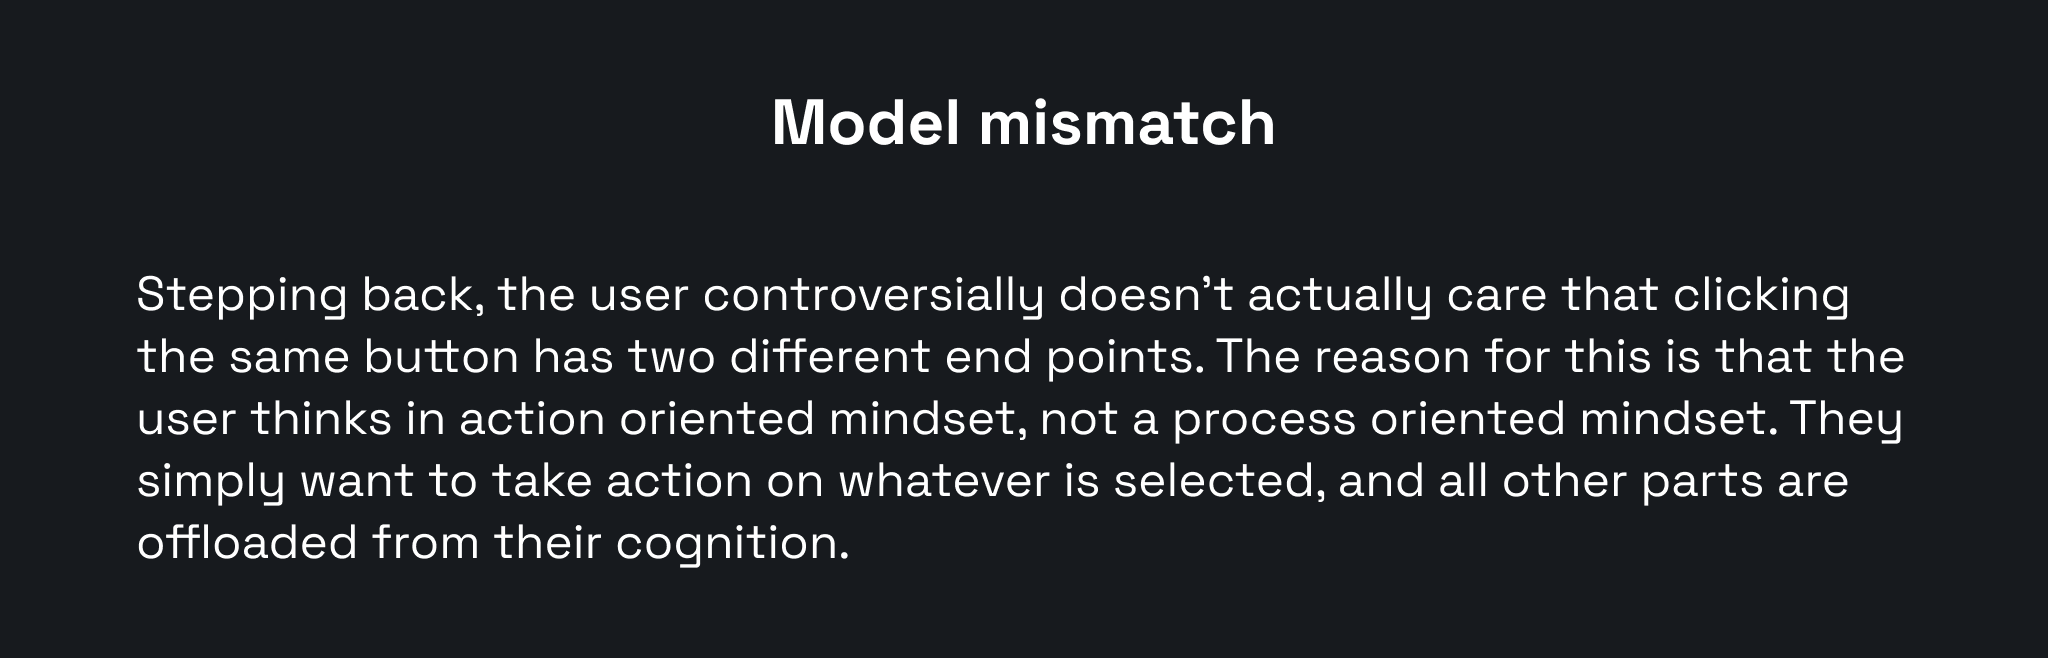 Model mismatch
Stepping back, the user controversially doesn’t actually care that clicking
the same button has two different end points. The reason for this is that the
user thinks in action oriented mindset, not a process oriented mindset. They
simply want to take action on whatever is selected, and all other parts are
offloaded from their cognition.